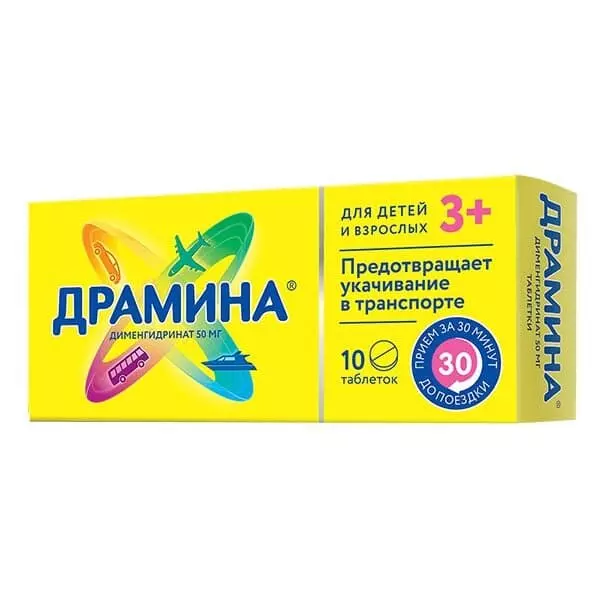 ДРАМИНА®
ДИМЕНГИДРИНАТ 50 МГ
ДЛЯ ДЕТЕЙ
И ВЗРОСЛЫХ 3+
Предотвращает
укачивание
в транспорте
10
таблеток
ПРИЕМ ЗА 30 МИНУТ
30
ДО ПОЕЗДКИ
ДРАМИНА®
ДИМЕНГИДРИНАТ 50 МГ
ТАБЛЕТКИ